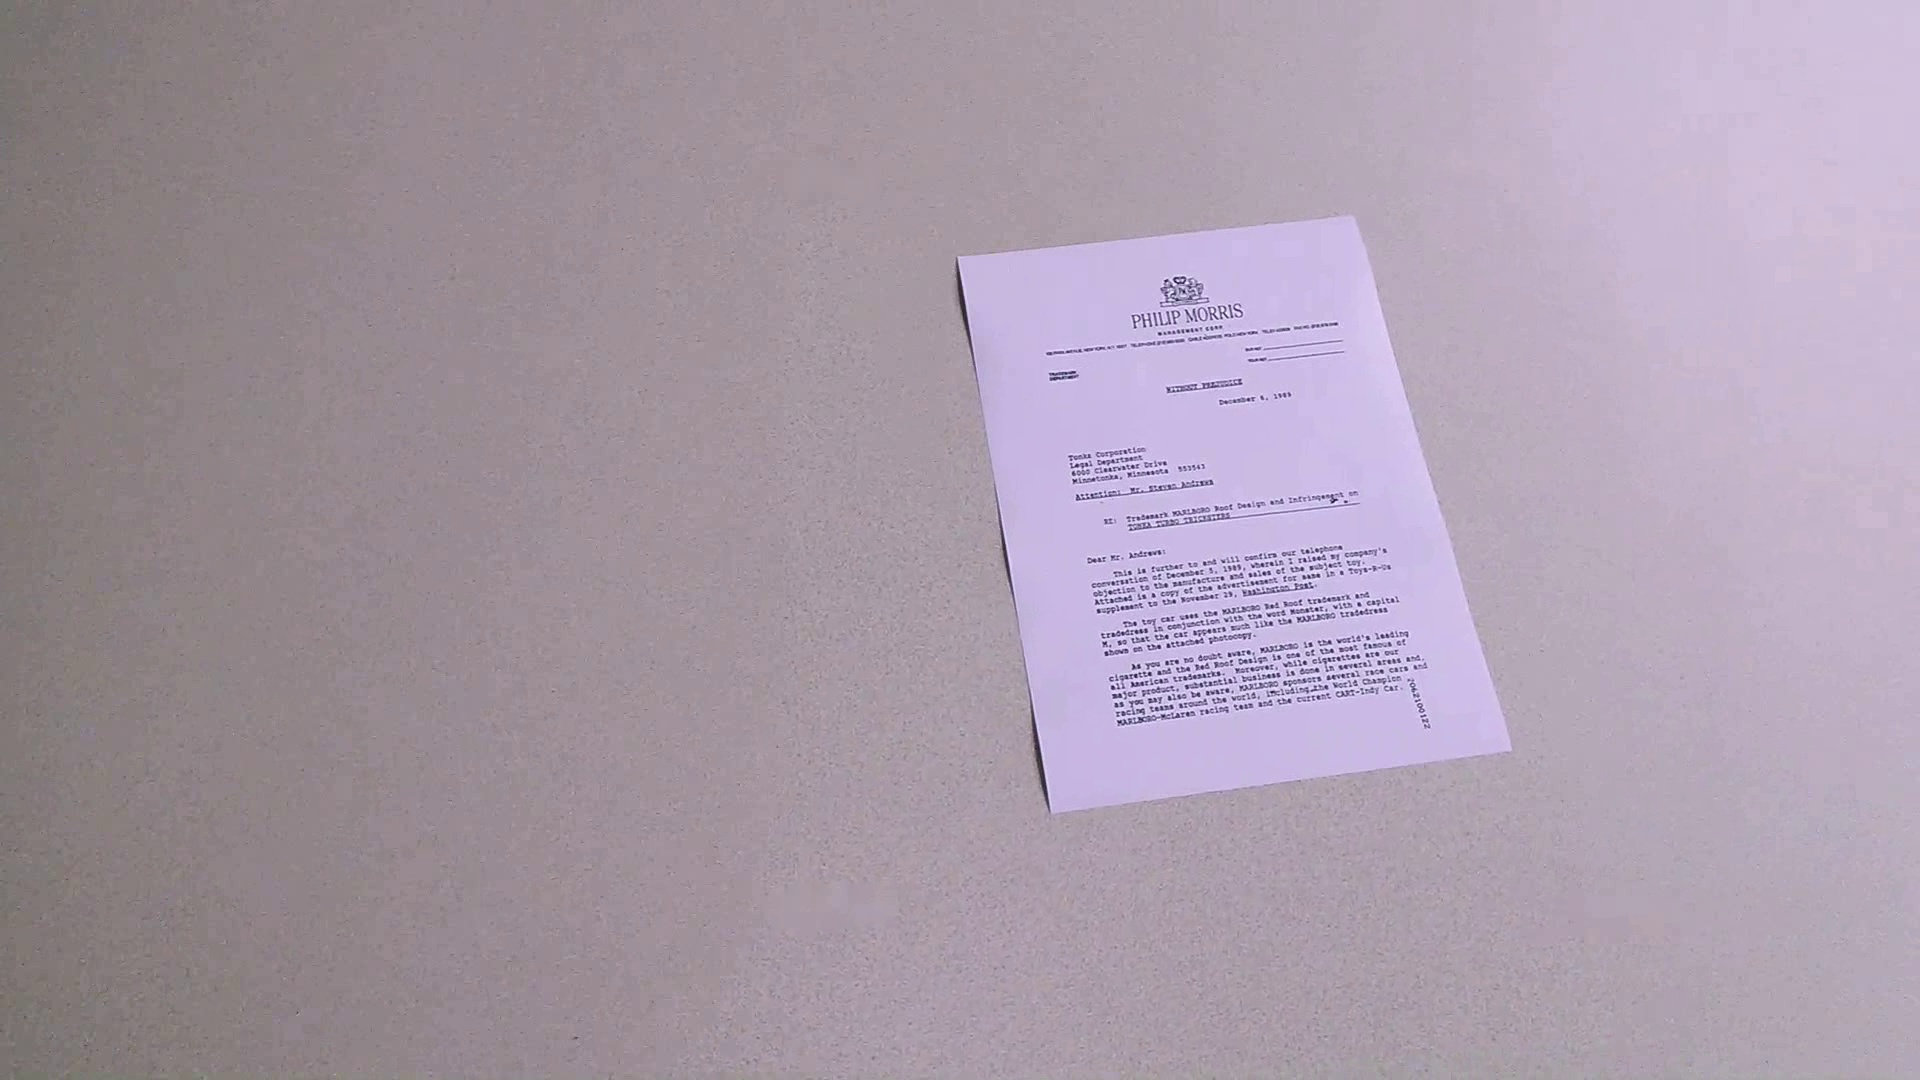 PHILIP MORRIS
MANAGEMENT CORP.
TRADEMARK
DEPARTMENT
WITHOUT PREJUDICE
December 6, 1989
Tonka Corporation
Legal Department
6000 Clearwater Drive
Minnetonka, Minnesota 553543
Attention: Mr. Steven Andrews
RE: Trademark MARLBORO Roof Design and Infringement on
TONKA TURBO TRICKSTERS
Dear Mr. Andrews:
This is further to and will confirm our telephone
conversation of December 5, 1989, wherein I raised my company's
objection to the manufacture and sales of the subject toy.
Attached is a copy of the advertisement for same in a Toys-R-Us
supplement to the November 29, Washington Post.
The toy car uses the MARLBORO Red Roof trademark and
tradedress in conjunction with the word Monster, with a capital
M, so that the car appears much like the MARLBORO tradedress
shown on the attached photocopy.
As you are no doubt aware, MARLBORO is the world's leading
cigarette and the Red Roof Design is one of the most famous of
all American trademarks. Moreover, while cigarettes are our
major product, substantial business is done in several areas and,
as you may also be aware, MARLBORO sponsors several race cars and
racing teams around the world, including the World Champion
MARLBORO-McLaren racing team and the current CART-Indy Car.
2062100122